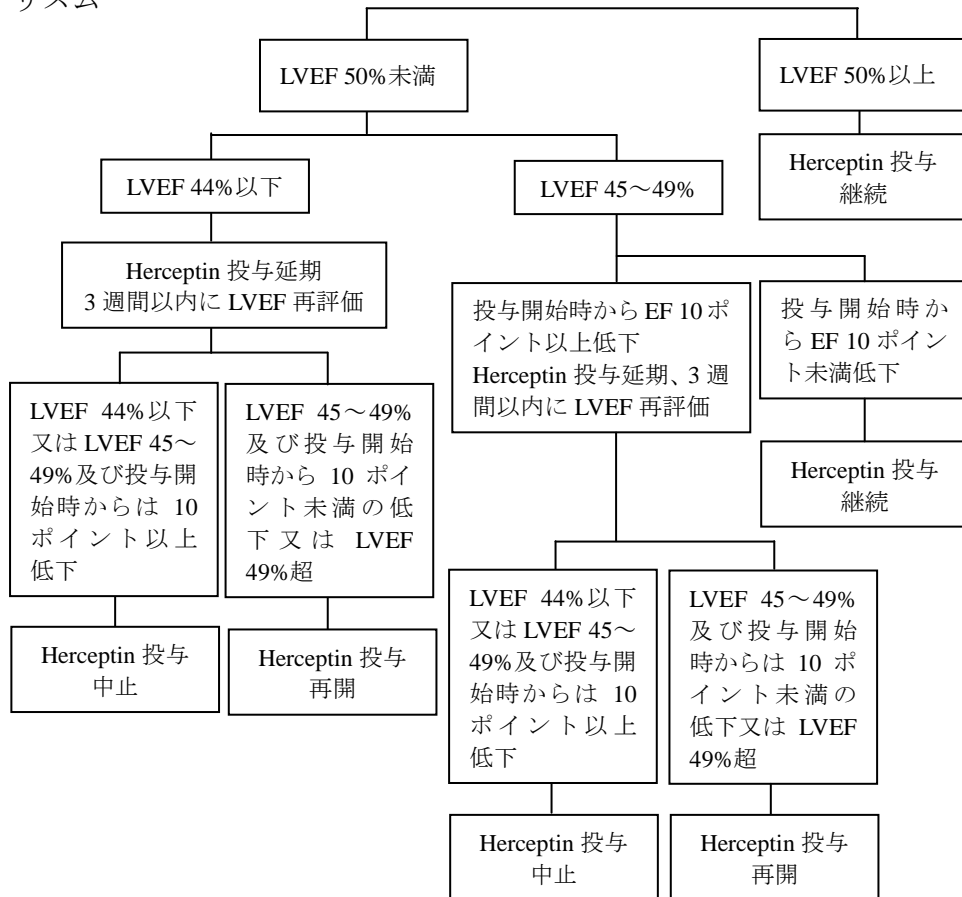 リズム
LVEF 50%未満
LVEF 50%以上
LVEF 44%以下
LVEF 45～49%
Herceptin 投与
継続
Herceptin 投与延期
3 週間以内に LVEF 再評価
投与開始時から EF 10 ポ
イント以上低下
Herceptin 投与延期、3 週
間以内に LVEF 再評価
投与開始時か
ら EF 10 ポイン
ト未満低下
LVEF 44%以下
又は LVEF 45～
49%及び投与開
始時からは 10
ポイント以上
低下
LVEF 45～49%
及び投与開始
時から 10 ポイ
ント未満の低
下又は LVEF
49%超
Herceptin 投与
継続
Herceptin 投与
中止
Herceptin 投与
再開
LVEF 44%以下
又は LVEF 45～
49%及び投与開
始時からは 10
ポイント以上
低下
LVEF 45～49%
及び投与開始
時からは 10 ポ
イント未満の
低下又は LVEF
49%超
Herceptin 投与
中止
Herceptin 投与
再開